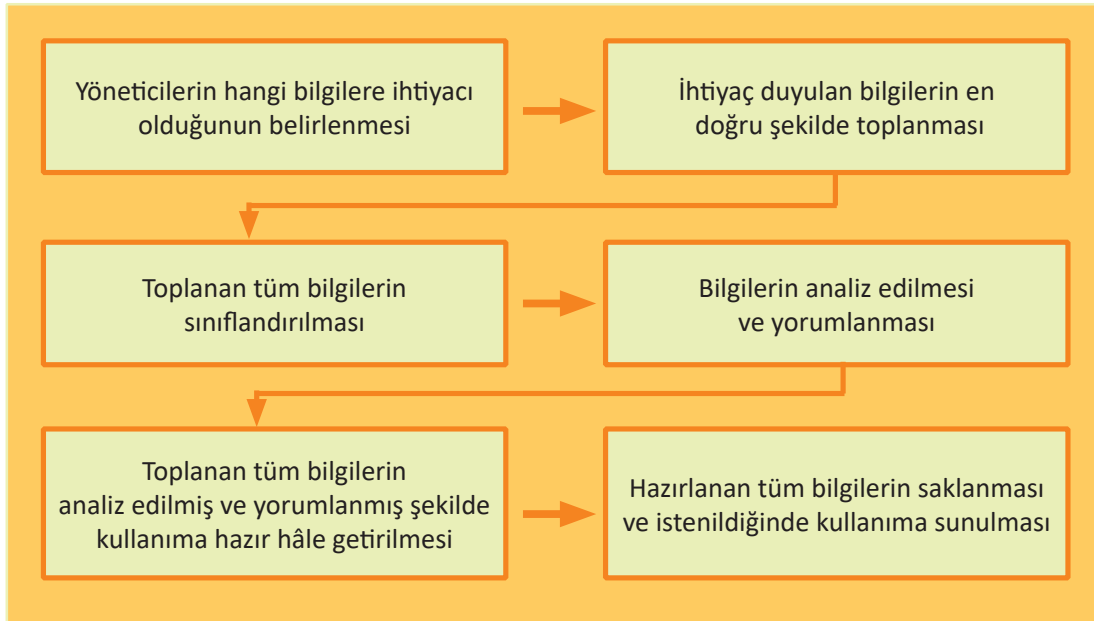 Yöneticilerin hangi bilgilere ihtiyacı
olduğunun belirlenmesi
İhtiyaç duyulan bilgilerin en
doğru şekilde toplanması
Toplanan tüm bilgilerin
sınıflandırılması
Bilgilerin analiz edilmesi
ve yorumlanması
Toplanan tüm bilgilerin
analiz edilmiş ve yorumlanmış şekilde
kullanıma hazır hâle getirilmesi
Hazırlanan tüm bilgilerin saklanması
ve istenildiğinde kullanıma sunulması